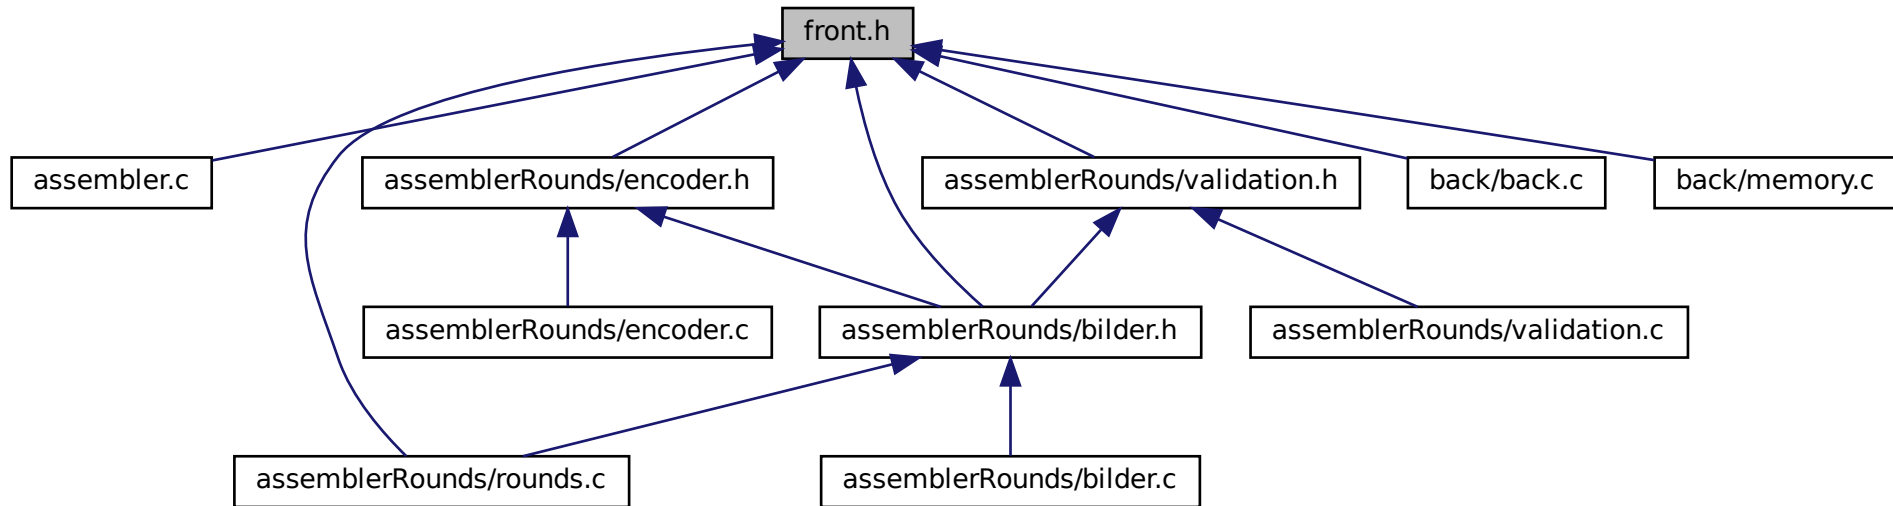 front.h
assembler.c
assemblerRounds/encoder.h
assemblerRounds/validation.h
back/back.c
back/memory.c
assemblerRounds/encoder.c
assemblerRounds/bilder.h
assemblerRounds/validation.c
assemblerRounds/rounds.c
assemblerRounds/bilder.c